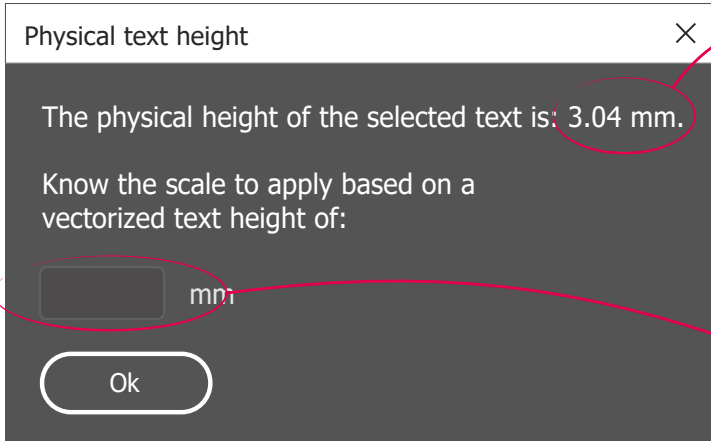 Physical text height
The physical height of the selected text is: 3.04 mm.
Know the scale to apply based on a
vectorized text height of:
mm
Ok